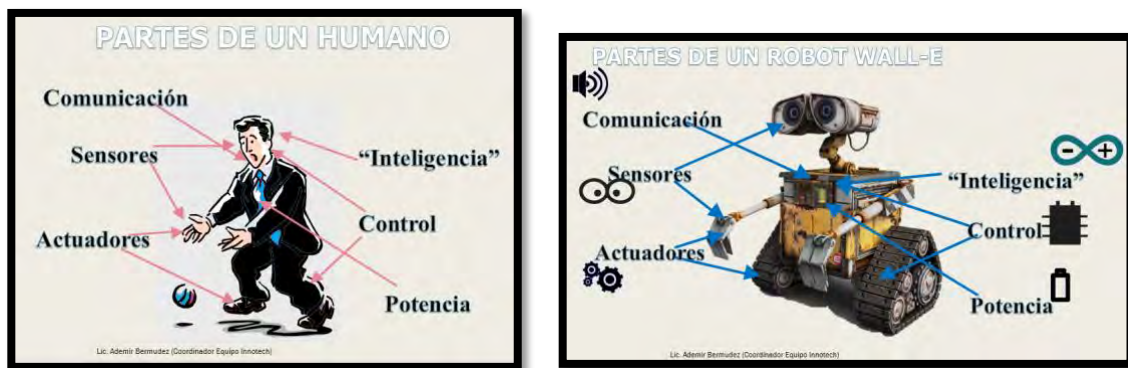 PARTES DE UN HUMANO
Comunicación
Sensores
"Inteligencia"
Actuadores
Control
Potencia
Lic. Ademir Bermudez (Coordinador Equipo Innotech)
PARTES DE UN ROBOT WALL-E
Comunicación
Sensores
"Inteligencia"
Control
Actuadores
Potencia
Lic. Ademir Bermudez (Coordinador Equipo Innotech)